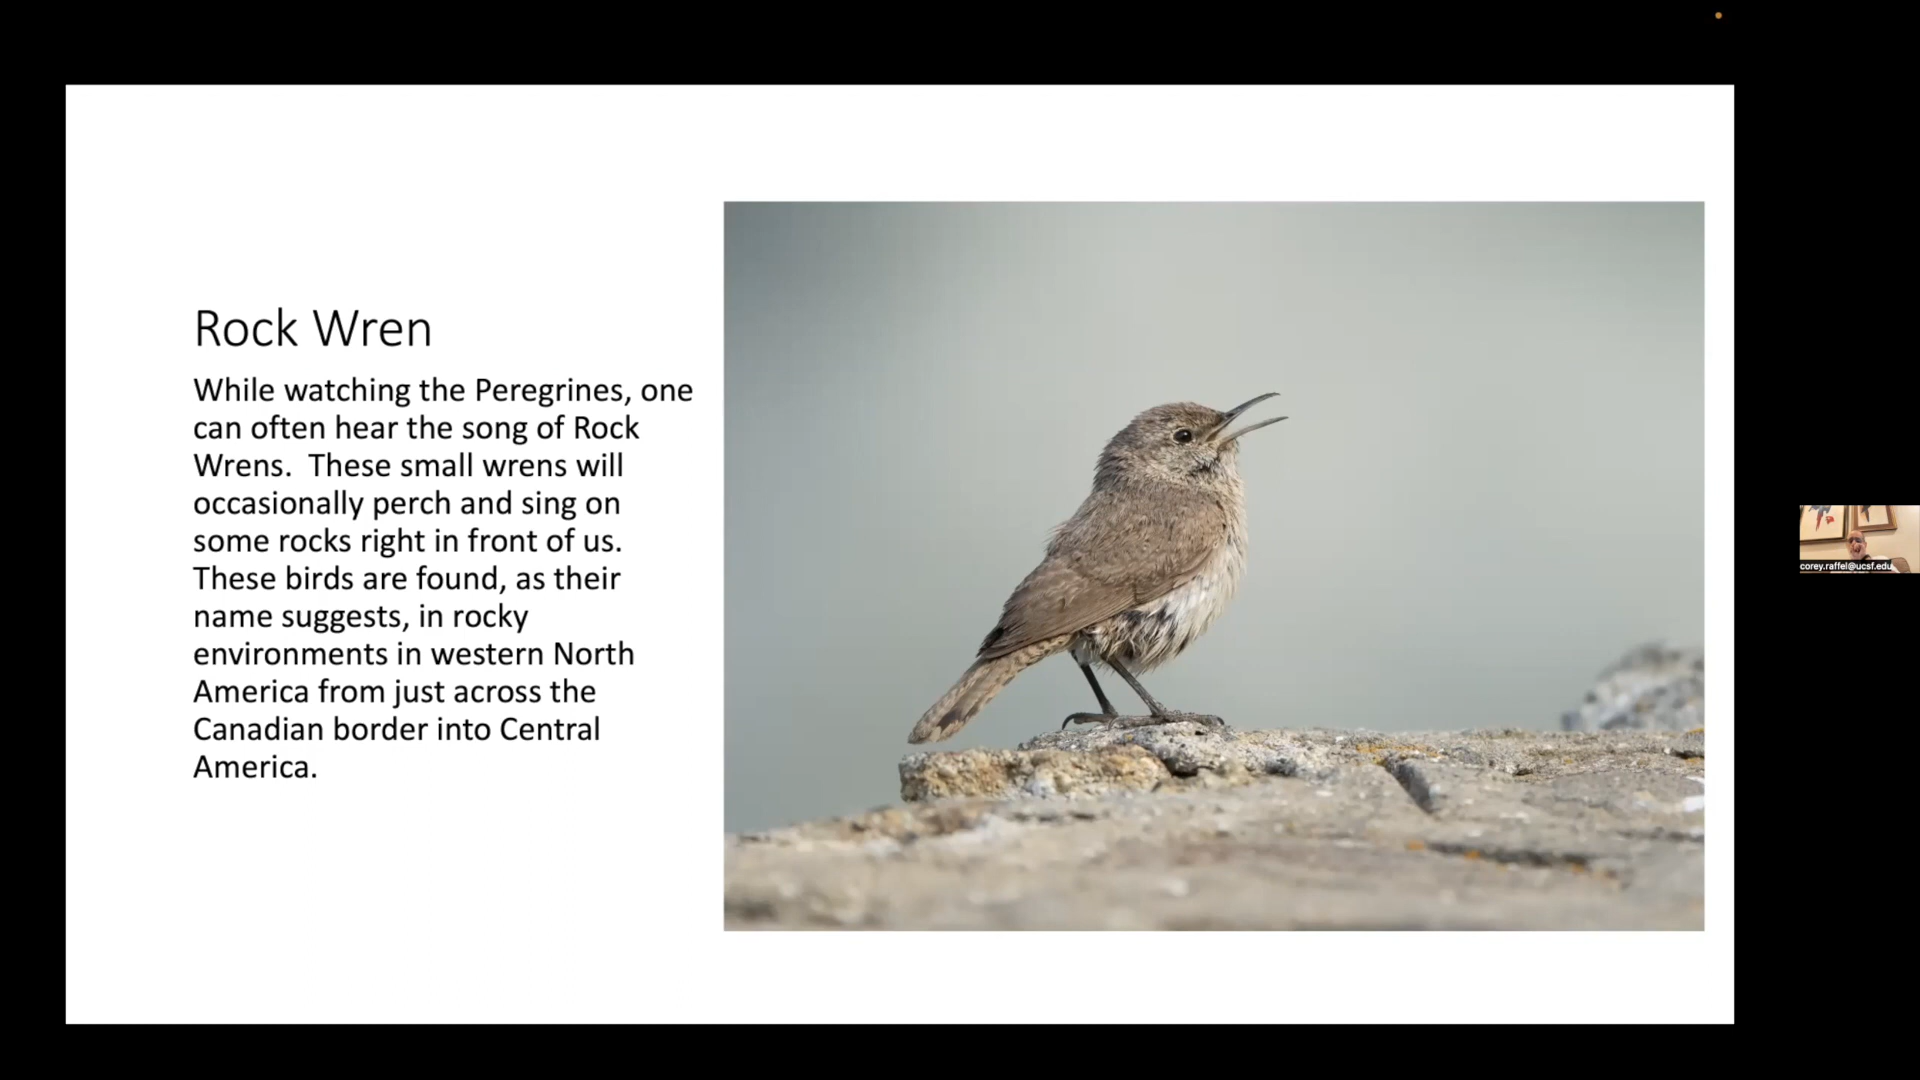 Rock Wren
While watching the Peregrines, one
can often hear the song of Rock
Wrens.  These small wrens will
occasionally perch and sing on
some rocks right in front of us.
These birds are found, as their
name suggests, in rocky
environments in western North
America from just across the
Canadian border into Central
America.
corey.raffel@ucsf.edu